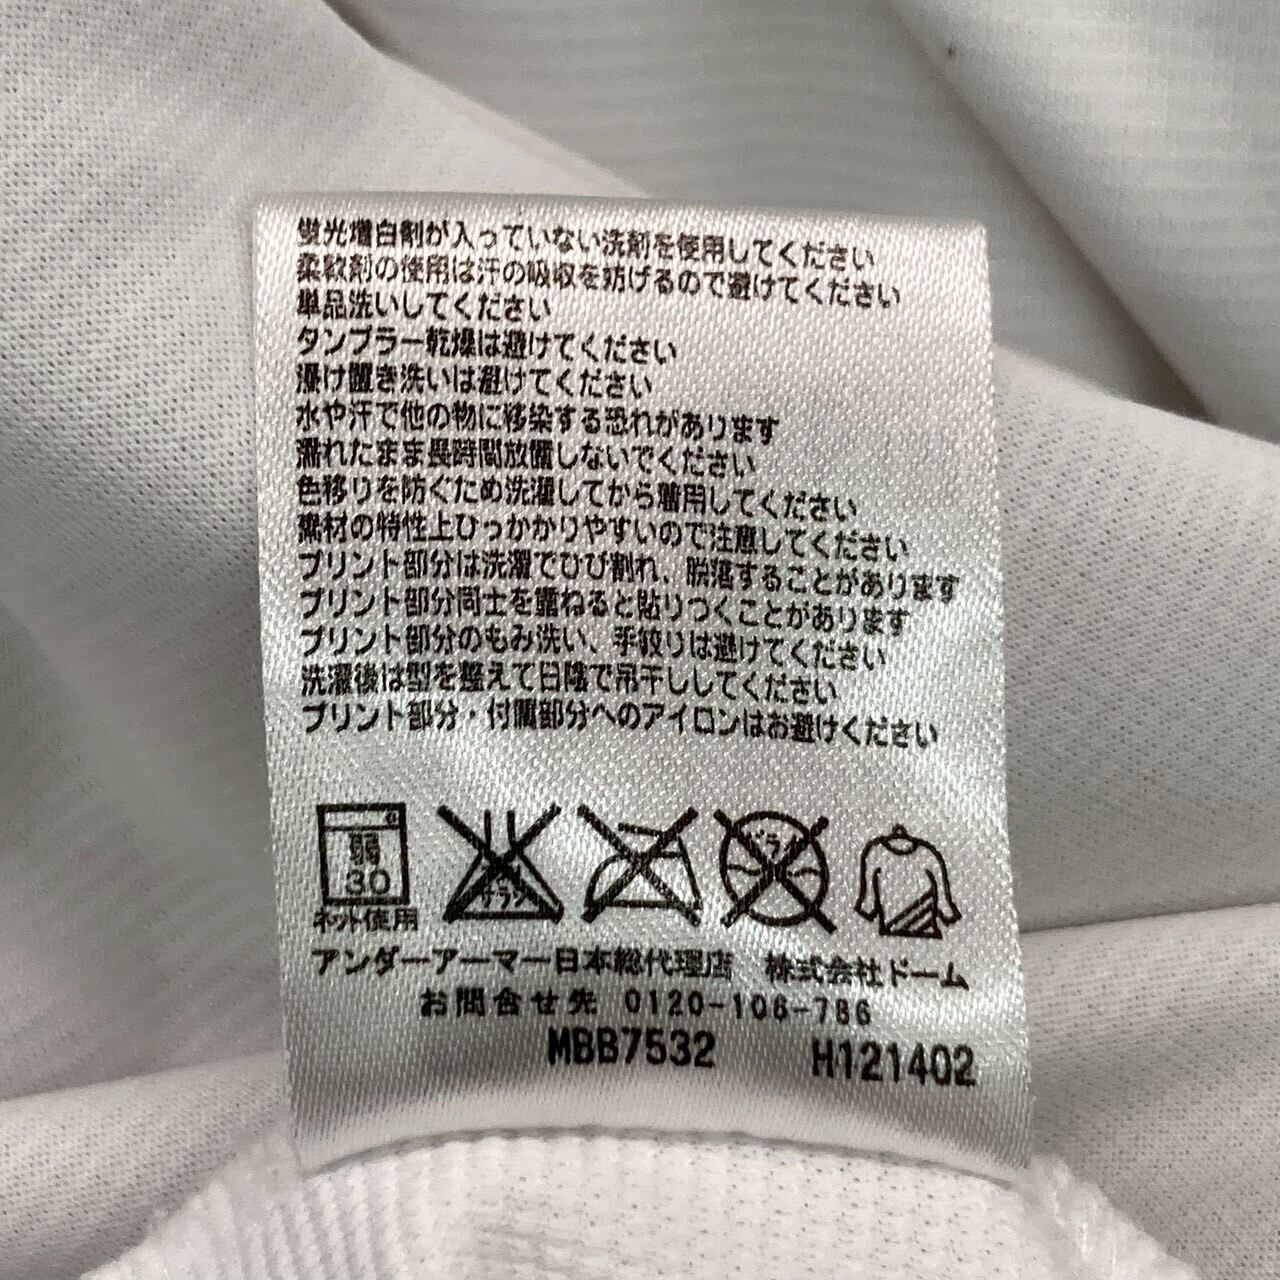 蛍光増白剤が入っていない洗剤を使用してください
柔軟剤の使用は汗の吸収を妨げるので避けてください
単品洗いしてください
タンブラー乾燥は避けてください
漬け置き洗いは避けてください
水や汗で他の物に移染する恐れがあります
濡れたまま長時間放置しないでください
色移りを防ぐため洗濯してから着用してください
素材の特性上ひっかかりやすいので注意してください
プリント部分は洗濯でひび割れ、脱落することがあります
プリント部分同士を重ねると貼りつくことがあります
プリント部分のもみ洗い、手絞りは避けてください
洗濯後は型を整えて日陰で吊干ししてください
プリント部分・付属部分へのアイロンはお避けください
弱
30
エンソ
サラシ
ドライ
ネット使用
アンダーアーマー日本総代理店 株式会社ドーム
お問合せ先 0120-106-786
MBB7532 H121402